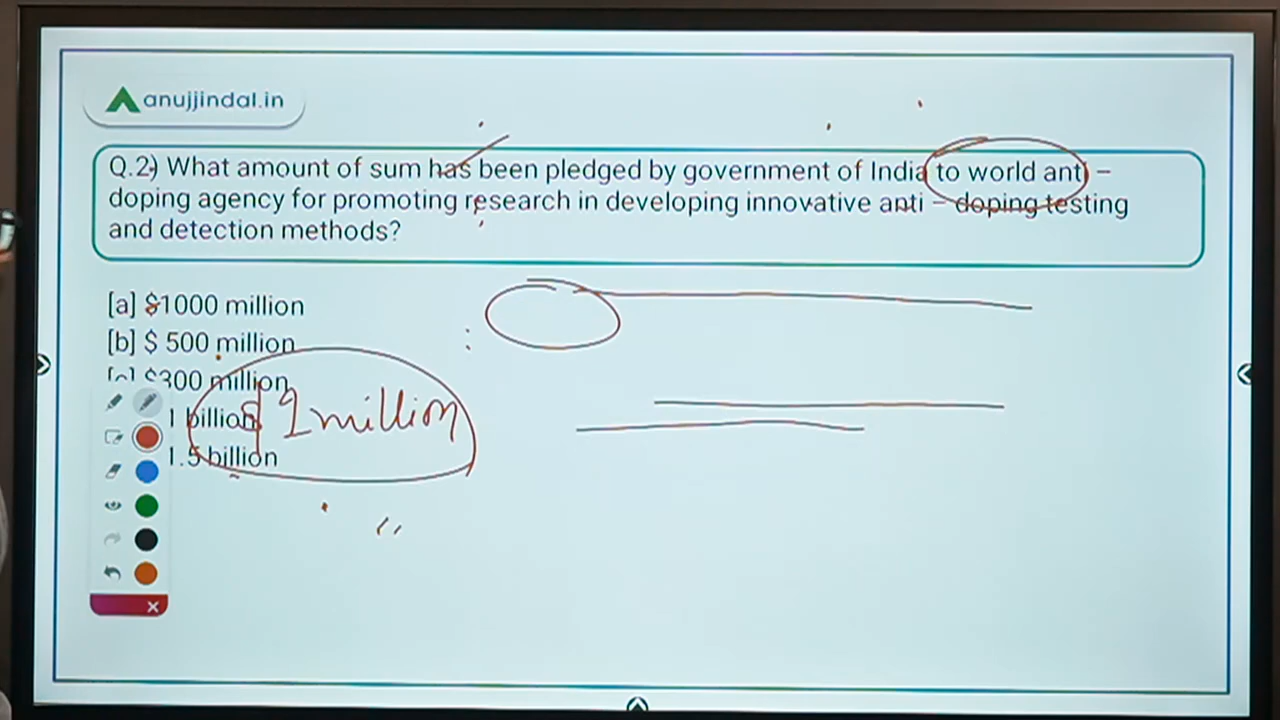 anujjindal.in
Q.2) What amount of sum has been pledged by government of India to world anti –
doping agency for promoting research in developing innovative anti – doping testing
and detection methods?
[a] $1000 million
[b] $ 500 million
[c] $300 million
1 billion
1.5 billion
$ 1 million